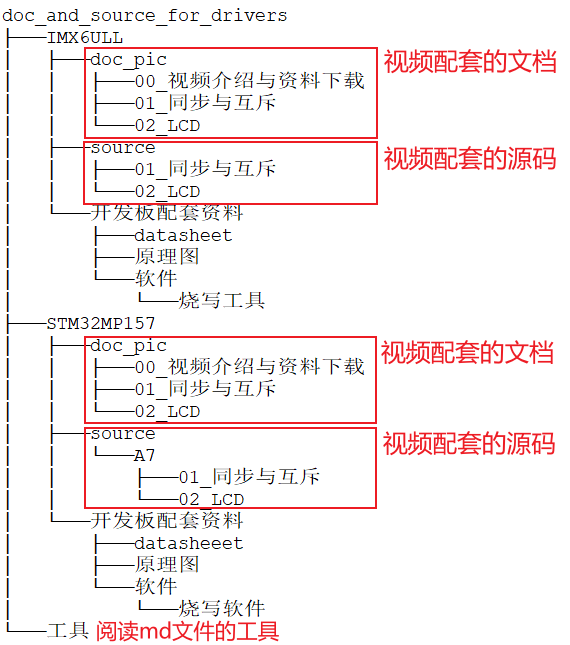 doc_and_source_for_drivers
├──IMX6ULL
│   ├──doc_pic 视频配套的文档
│   │   ├──00_视频介绍与资料下载
│   │   ├──01_同步与互斥
│   │   └──02_LCD
│   ├──source 视频配套的源码
│   │   ├──01_同步与互斥
│   │   └──02_LCD
│   └──开发板配套资料
│       ├──datasheet
│       ├──原理图
│       └──软件
│           └──烧写工具
├──STM32MP157
│   ├──doc_pic 视频配套的文档
│   │   ├──00_视频介绍与资料下载
│   │   ├──01_同步与互斥
│   │   └──02_LCD
│   ├──source 视频配套的源码
│   │   └──A7
│   │       ├──01_同步与互斥
│   │       └──02_LCD
│   └──开发板配套资料
│       ├──datasheeet
│       ├──原理图
│       └──软件
│           └──烧写软件
└──工具 阅读md文件的工具